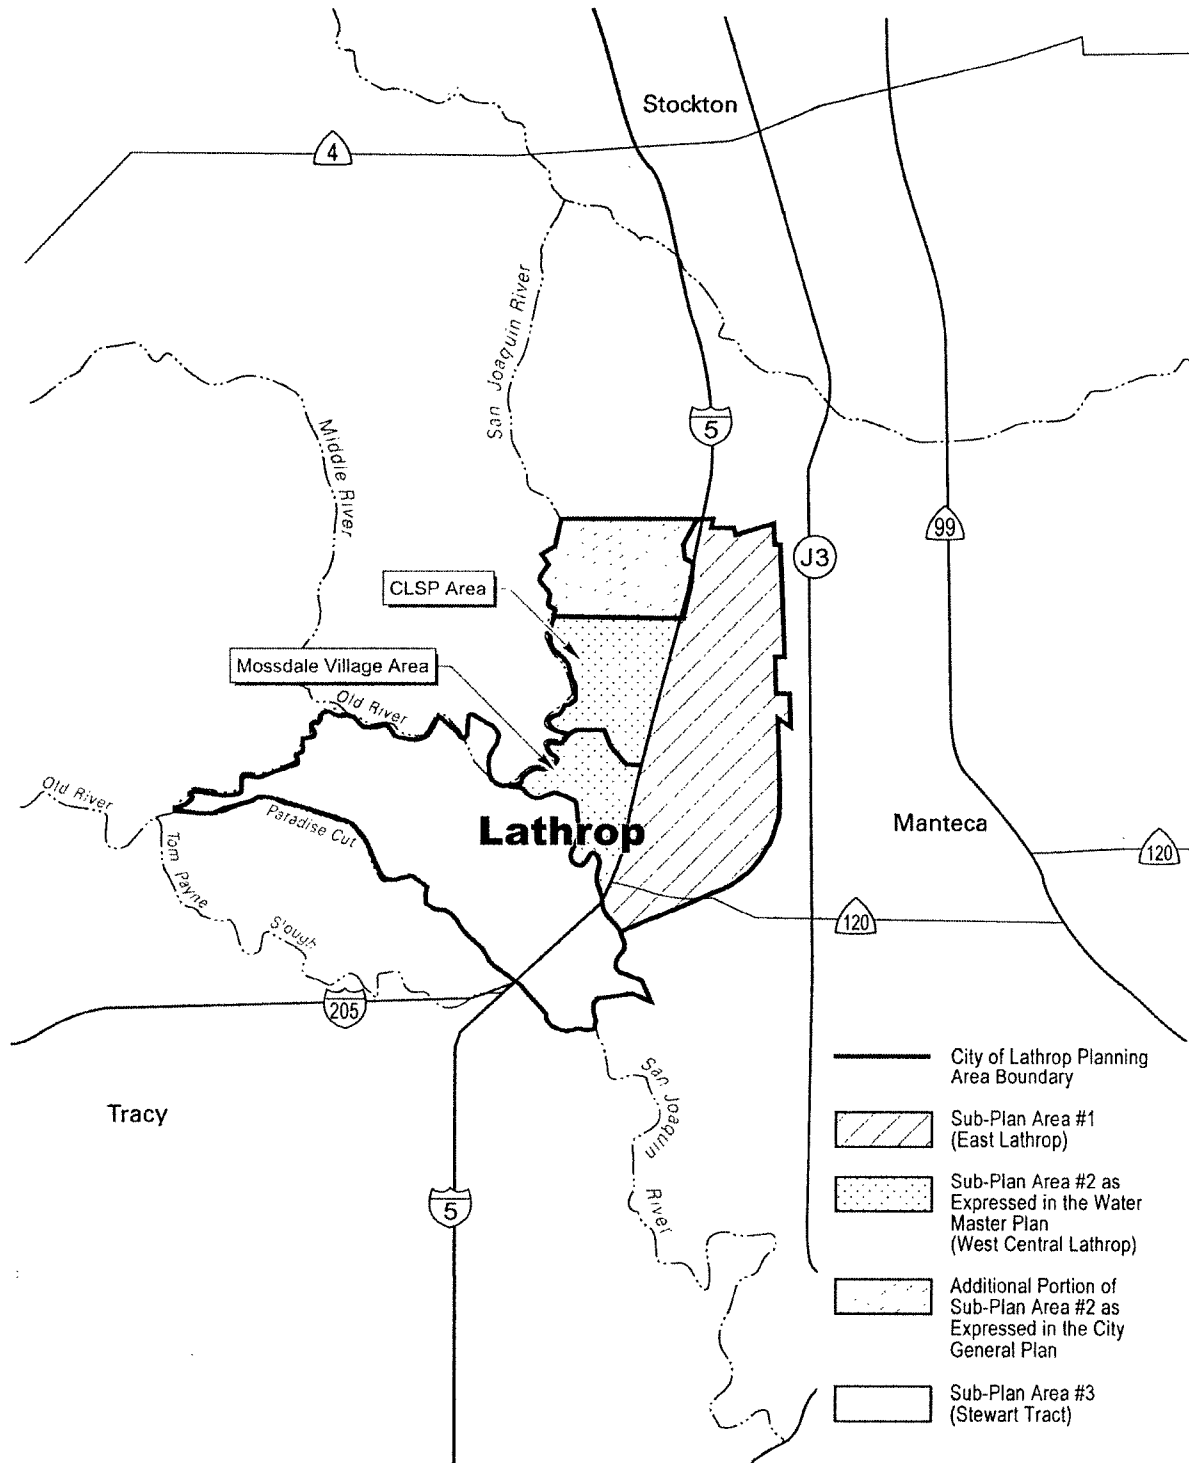 Stockton
4
San Joaquin River
5
Middle River
99
J3
CLSP Area
Mossdale Village Area
Old River
Old River
Paradise Cut
Lathrop
Manteca
120
Tom Payne
S'ough
120
205
City of Lathrop Planning
Area Boundary
San Joaquin
River
Tracy
Sub-Plan Area #1
(East Lathrop)
Sub-Plan Area #2 as
Expressed in the Water
Master Plan
(West Central Lathrop)
5
Additional Portion of
Sub-Plan Area #2 as
Expressed in the City
General Plan
Sub-Plan Area #3
(Stewart Tract)